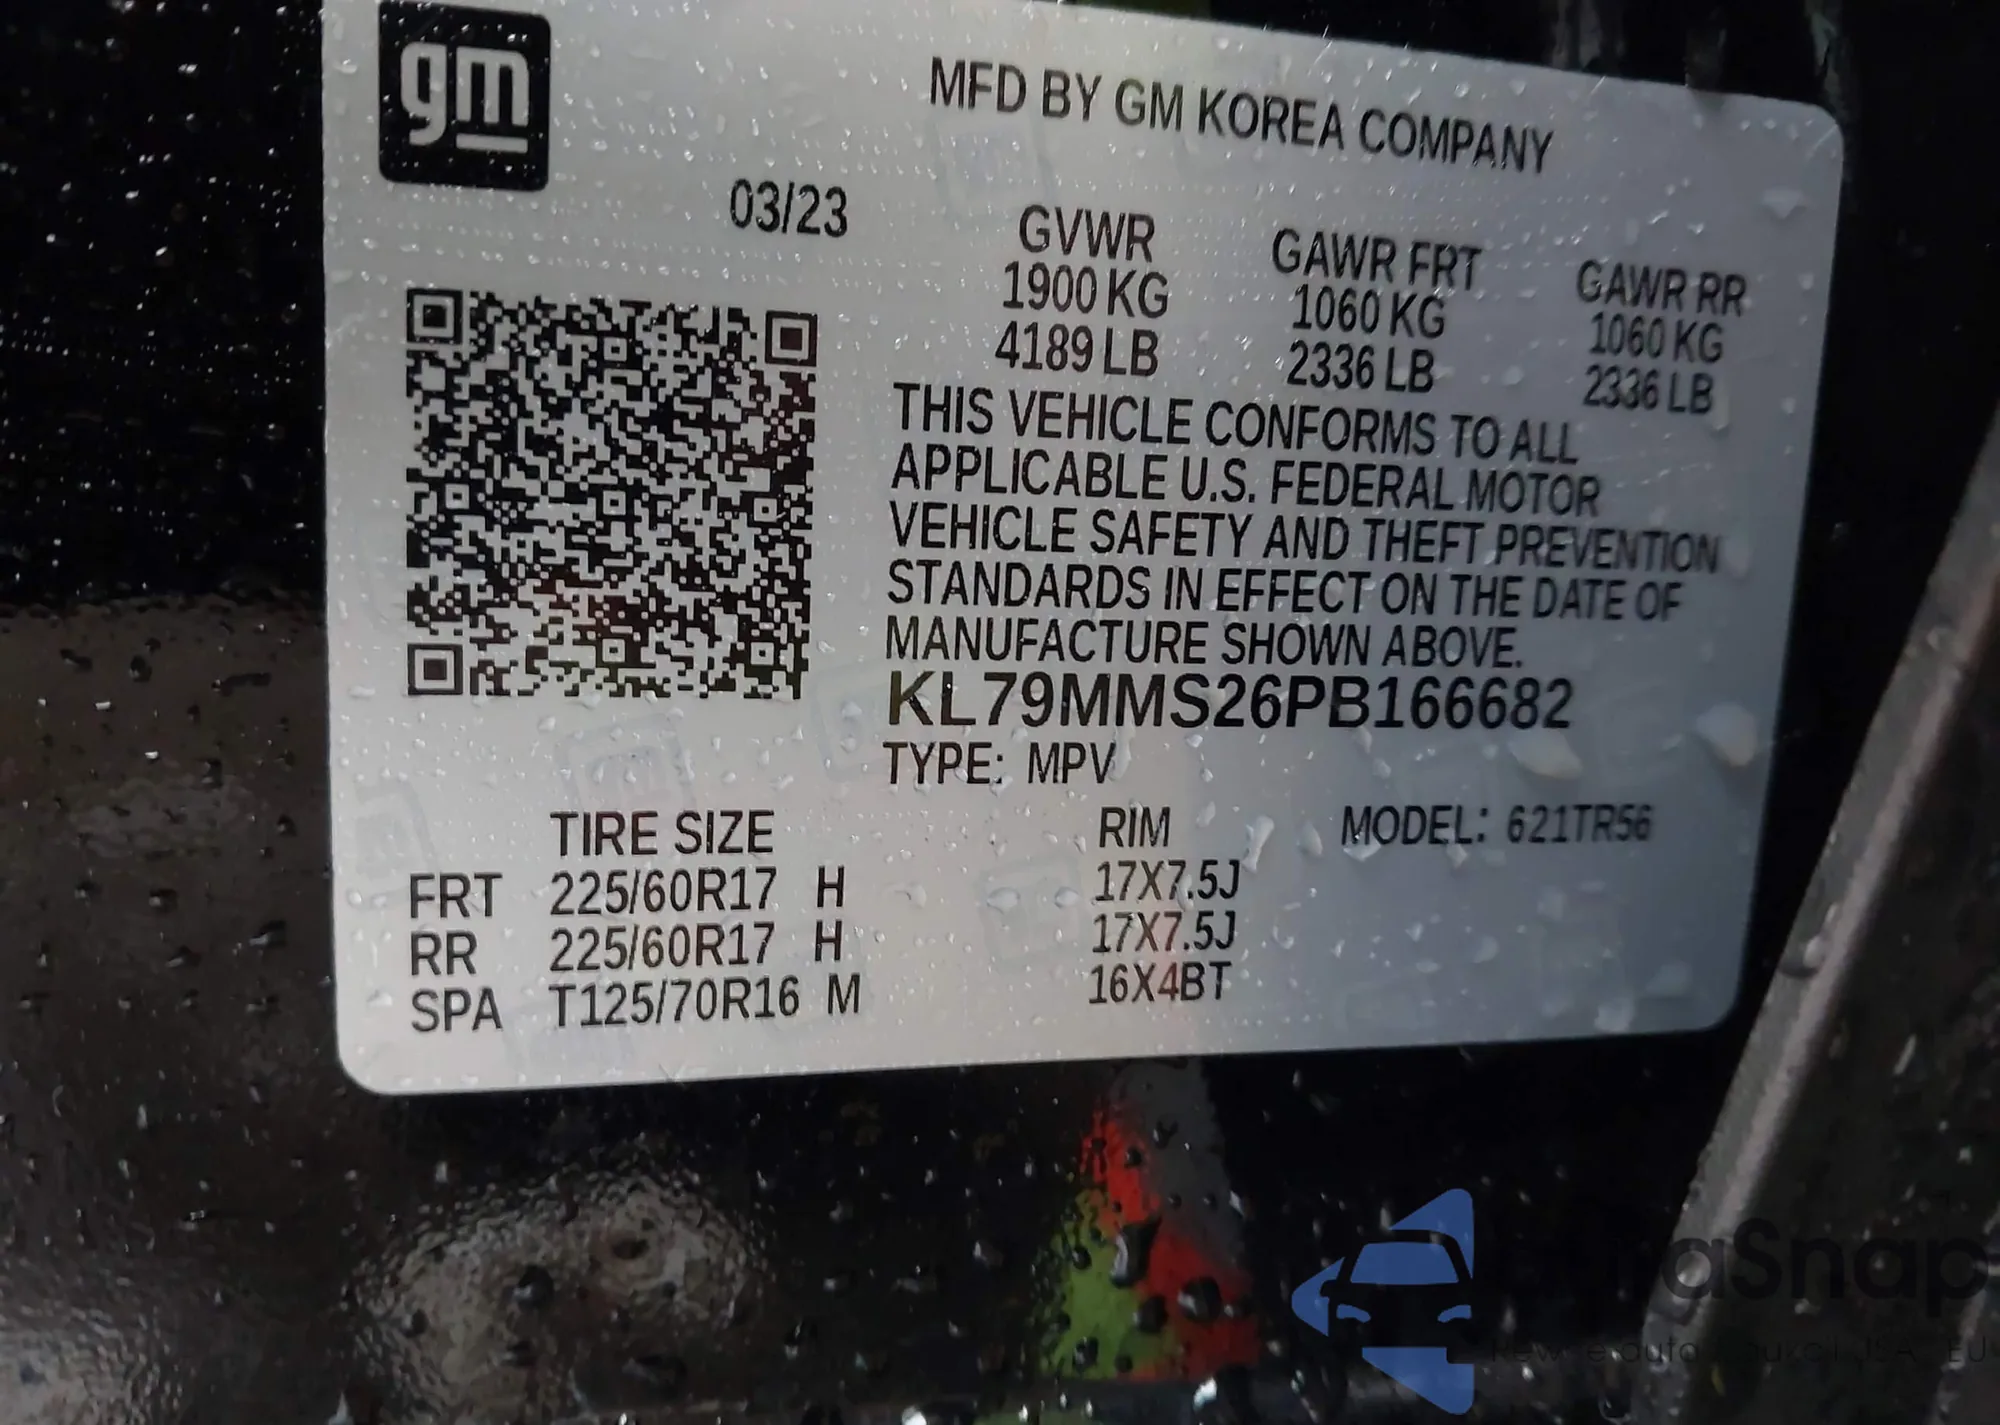 gm
MFD BY GM KOREA COMPANY
03/23
GVWR GAWR FRT GAWR RR
1900 KG 1060 KG 1060 KG
4189 LB 2336 LB 2336 LB
THIS VEHICLE CONFORMS TO ALL
APPLICABLE U.S. FEDERAL MOTOR
VEHICLE SAFETY AND THEFT PREVENTION
STANDARDS IN EFFECT ON THE DATE OF
MANUFACTURE SHOWN ABOVE.
KL79MMS26PB166682
TYPE: MPV
TIRE SIZE RIM MODEL: 621TR56
FRT 225/60R17 H 17X7.5J
RR 225/60R17 H 17X7.5J
SPA T125/70R16 M 16X4BT